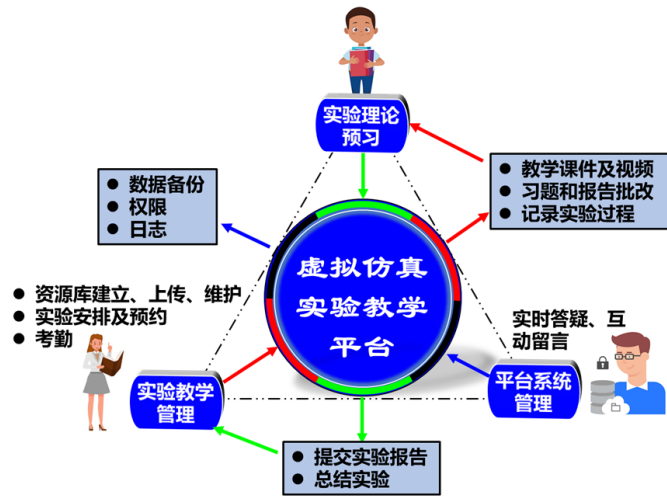 实验理论
预习
● 数据备份
● 权限
● 日志
● 教学课件及视频
● 习题和报告批改
● 记录实验过程
虚拟仿真
实验教学
平台
● 资源库建立、上传、维护
● 实验安排及预约
● 考勤
实时答疑、互
动留言
实验教学
管理
平台系统
管理
● 提交实验报告
● 总结实验